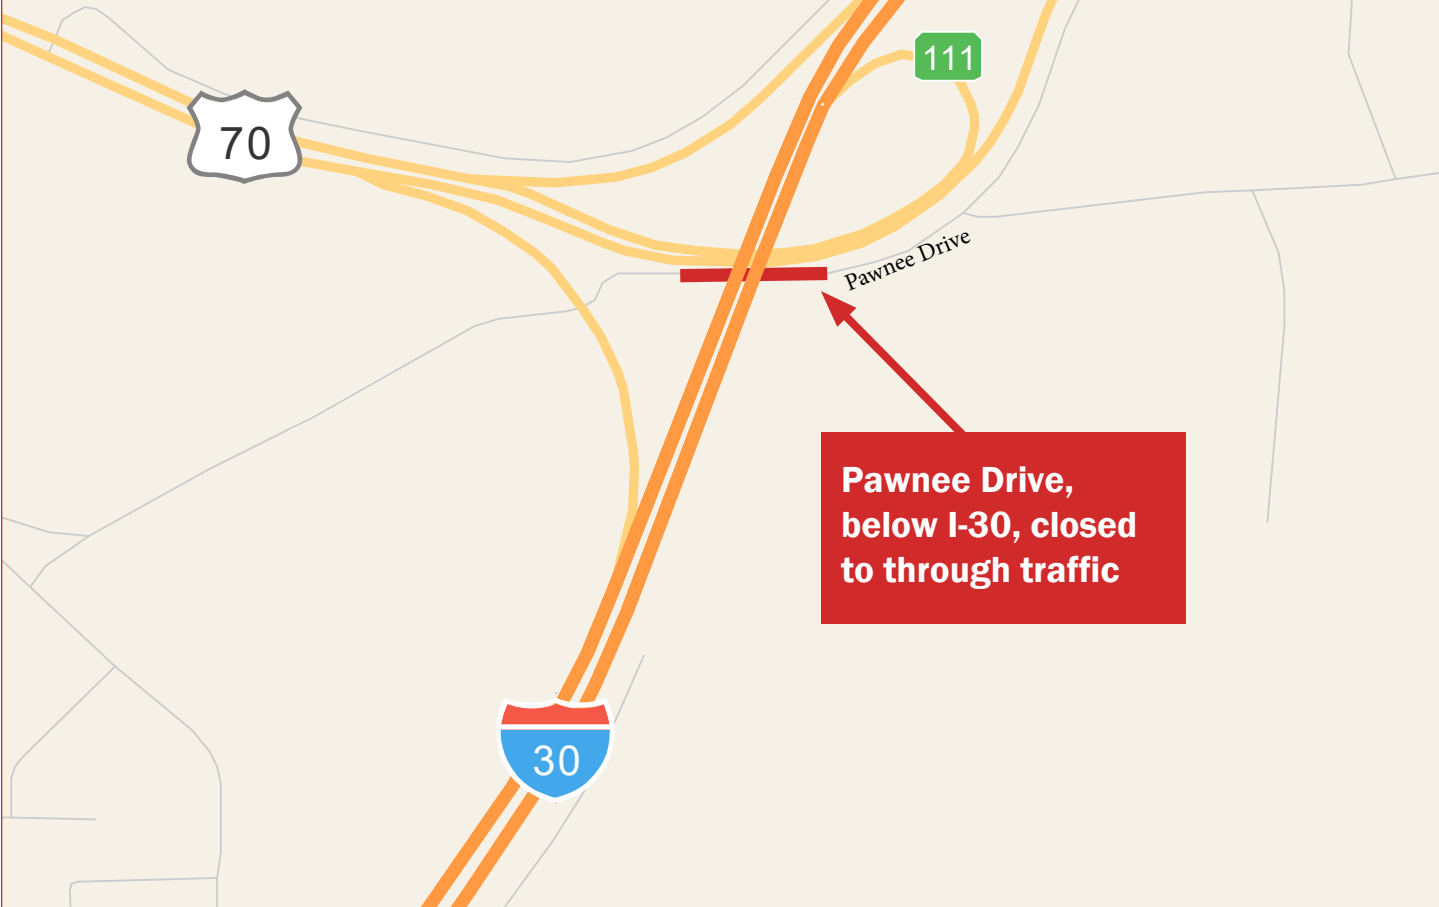 111
70
Pawnee Drive
Pawnee Drive,
below I-30, closed
to through traffic
30